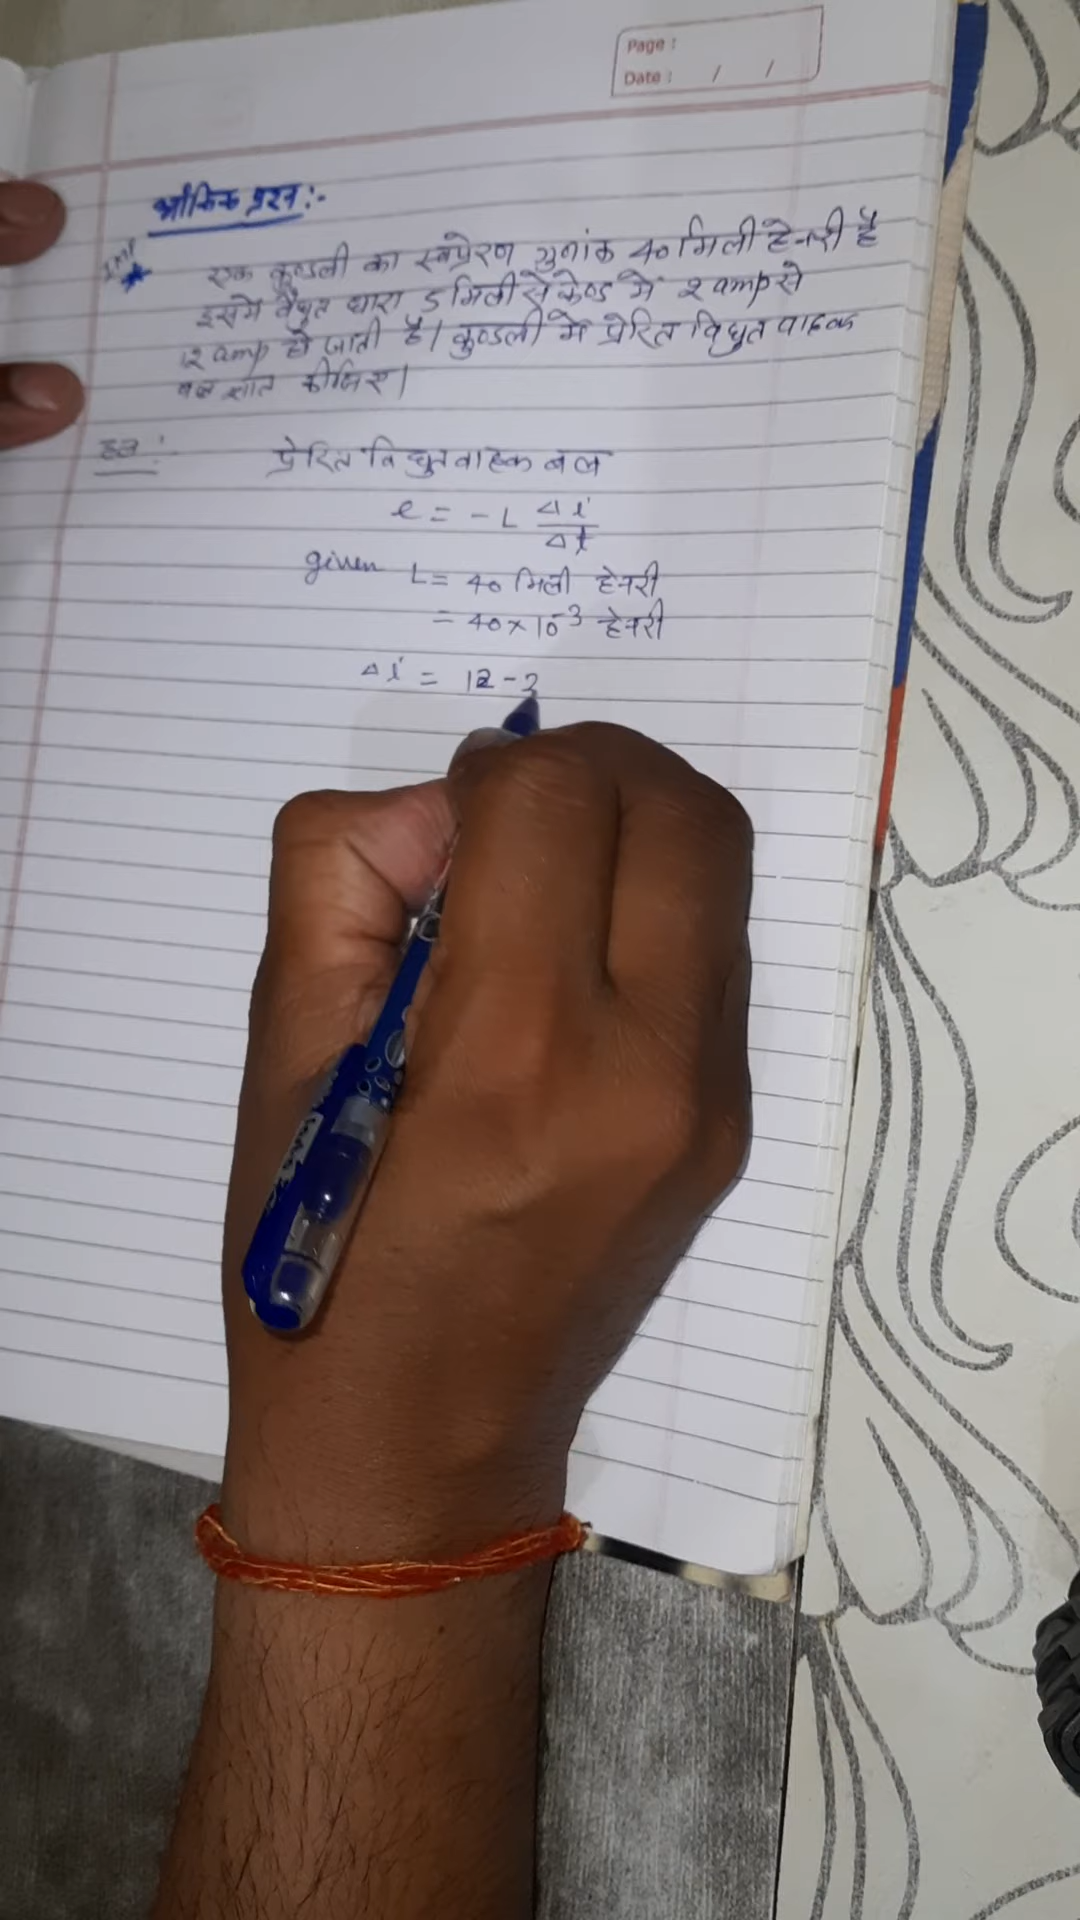 Page :
Date : / /
आंकिक प्रश्न :-
Imp
एक कुण्डली का स्वप्रेरण गुनांक 40 मिली हेनरी है
इसमे वैधुत धारा 5 मिली सेकेण्ड में 2 amp से
12 amp हो जाती है। कुण्डली में प्रेरित विधुत वाहक
बल ज्ञात कीजिए।
हल :-
प्रेरित विधुत वाहक बल
e = - L Δi / Δt
given L = 40 मिली हेनरी
= 40 × 10⁻³ हेनरी
Δi = 12 - 2